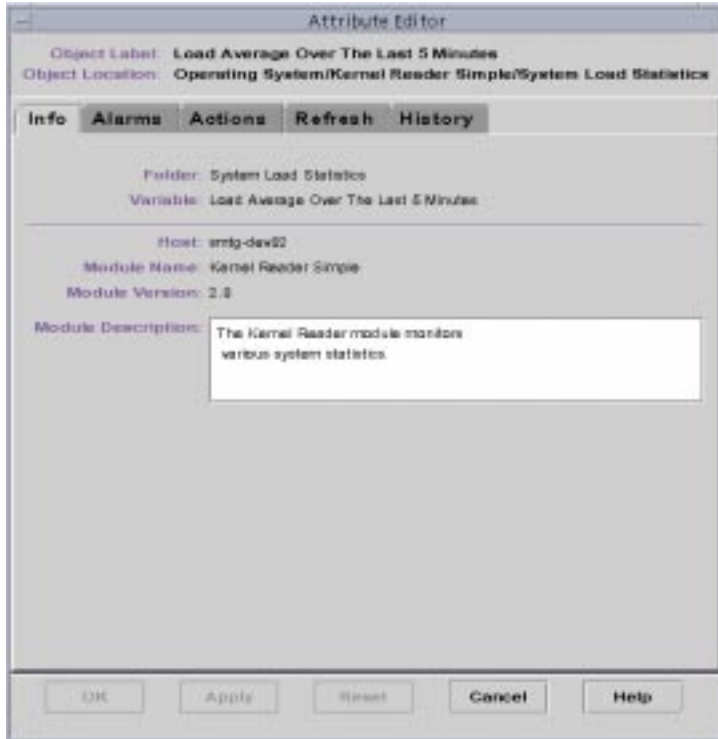 Attribute Editor
Object Label: Load Average Over The Last 5 Minutes
Object Location: Operating System/Kernel Reader Simple/System Load Statistics
Info Alarms Actions Refresh History
Folder: System Load Statistics
Variable: Load Average Over The Last 5 Minutes
Host: smtg-dev02
Module Name: Kernel Reader Simple
Module Version: 2.0
Module Description: The Kernel Reader module monitors
various system statistics.
OK Apply Reset Cancel Help